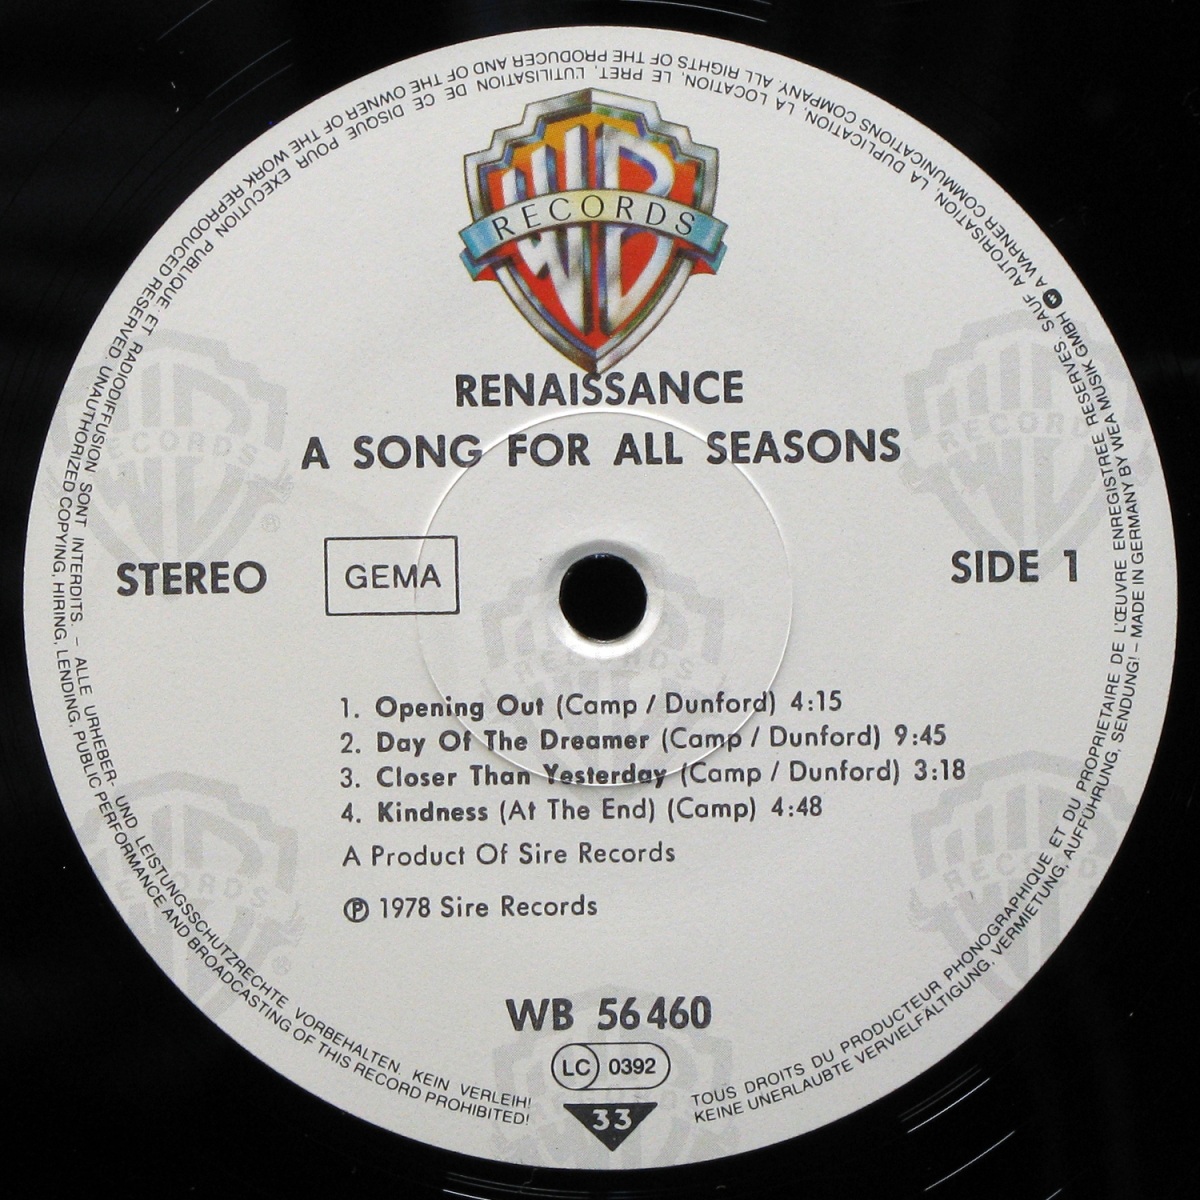 WB
RECORDS
RENAISSANCE
A SONG FOR ALL SEASONS
STEREO
GEMA
SIDE 1
1. Opening Out (Camp / Dunford) 4:15
2. Day Of The Dreamer (Camp / Dunford) 9:45
3. Closer Than Yesterday (Camp / Dunford) 3:18
4. Kindness (At The End) (Camp) 4:48
A Product Of Sire Records
Ⓟ 1978 Sire Records
WB 56 460
LC 0392
33
TOUS DROITS DU PRODUCTEUR PHONOGRAPHIQUE ET DU PROPRIETAIRE DE L'ŒUVRE ENREGISTREE RESERVES. SAUF AUTORISATION, LA DUPLICATION, LA LOCATION, LE PRET, L'UTILISATION DE CE DISQUE POUR EXECUTION PUBLIQUE ET RADIODIFFUSION SONT INTERDITS. – ALLE URHEBER- UND LEISTUNGSSCHUTZRECHTE VORBEHALTEN. KEIN VERLEIH!
KEINE UNERLAUBTE VERVIELFÄLTIGUNG, VERMIETUNG, AUFFÜHRUNG, SENDUNG! – MADE IN GERMANY BY WEA MUSIK GMBH A WARNER COMMUNICATIONS COMPANY. ALL RIGHTS OF THE PRODUCER AND OF THE OWNER OF THE WORK REPRODUCED RESERVED. UNAUTHORIZED COPYING, HIRING, LENDING, PUBLIC PERFORMANCE AND BROADCASTING OF THIS RECORD PROHIBITED!